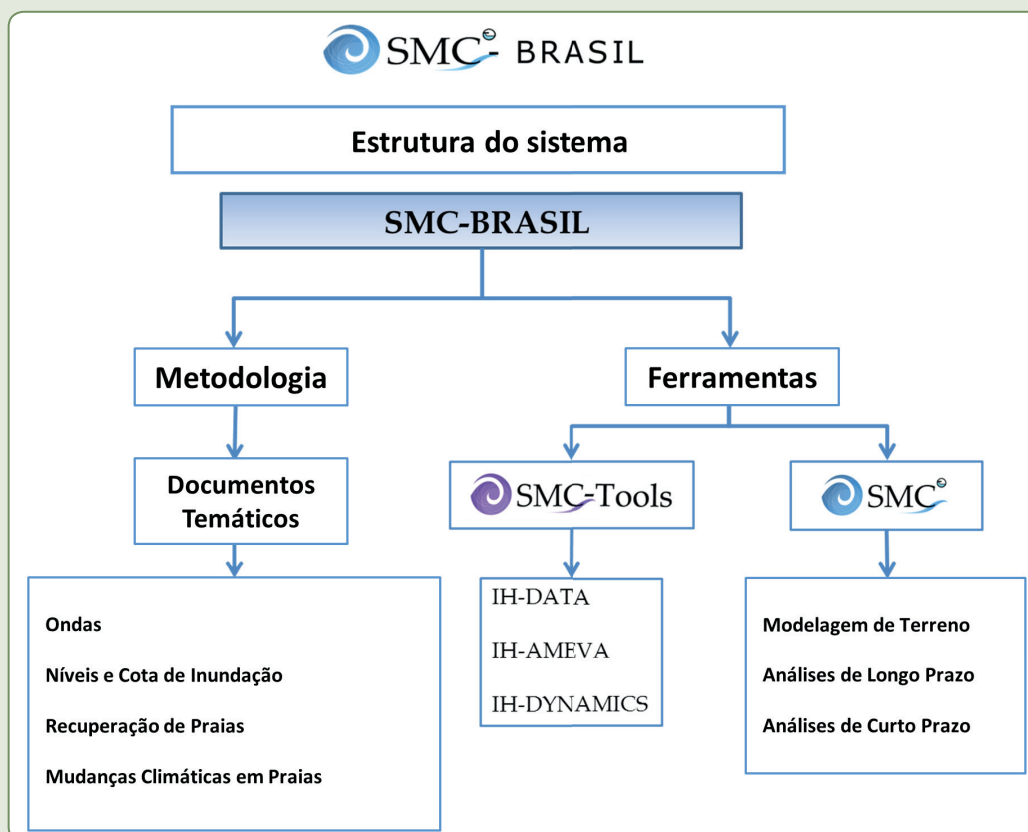 SMC - BRASIL
Estrutura do sistema
SMC-BRASIL
Metodologia
Ferramentas
Documentos
Temáticos
SMC-Tools
SMC
Ondas
Níveis e Cota de Inundação
Recuperação de Praias
Mudanças Climáticas em Praias
IH-DATA
IH-AMEVA
IH-DYNAMICS
Modelagem de Terreno
Análises de Longo Prazo
Análises de Curto Prazo